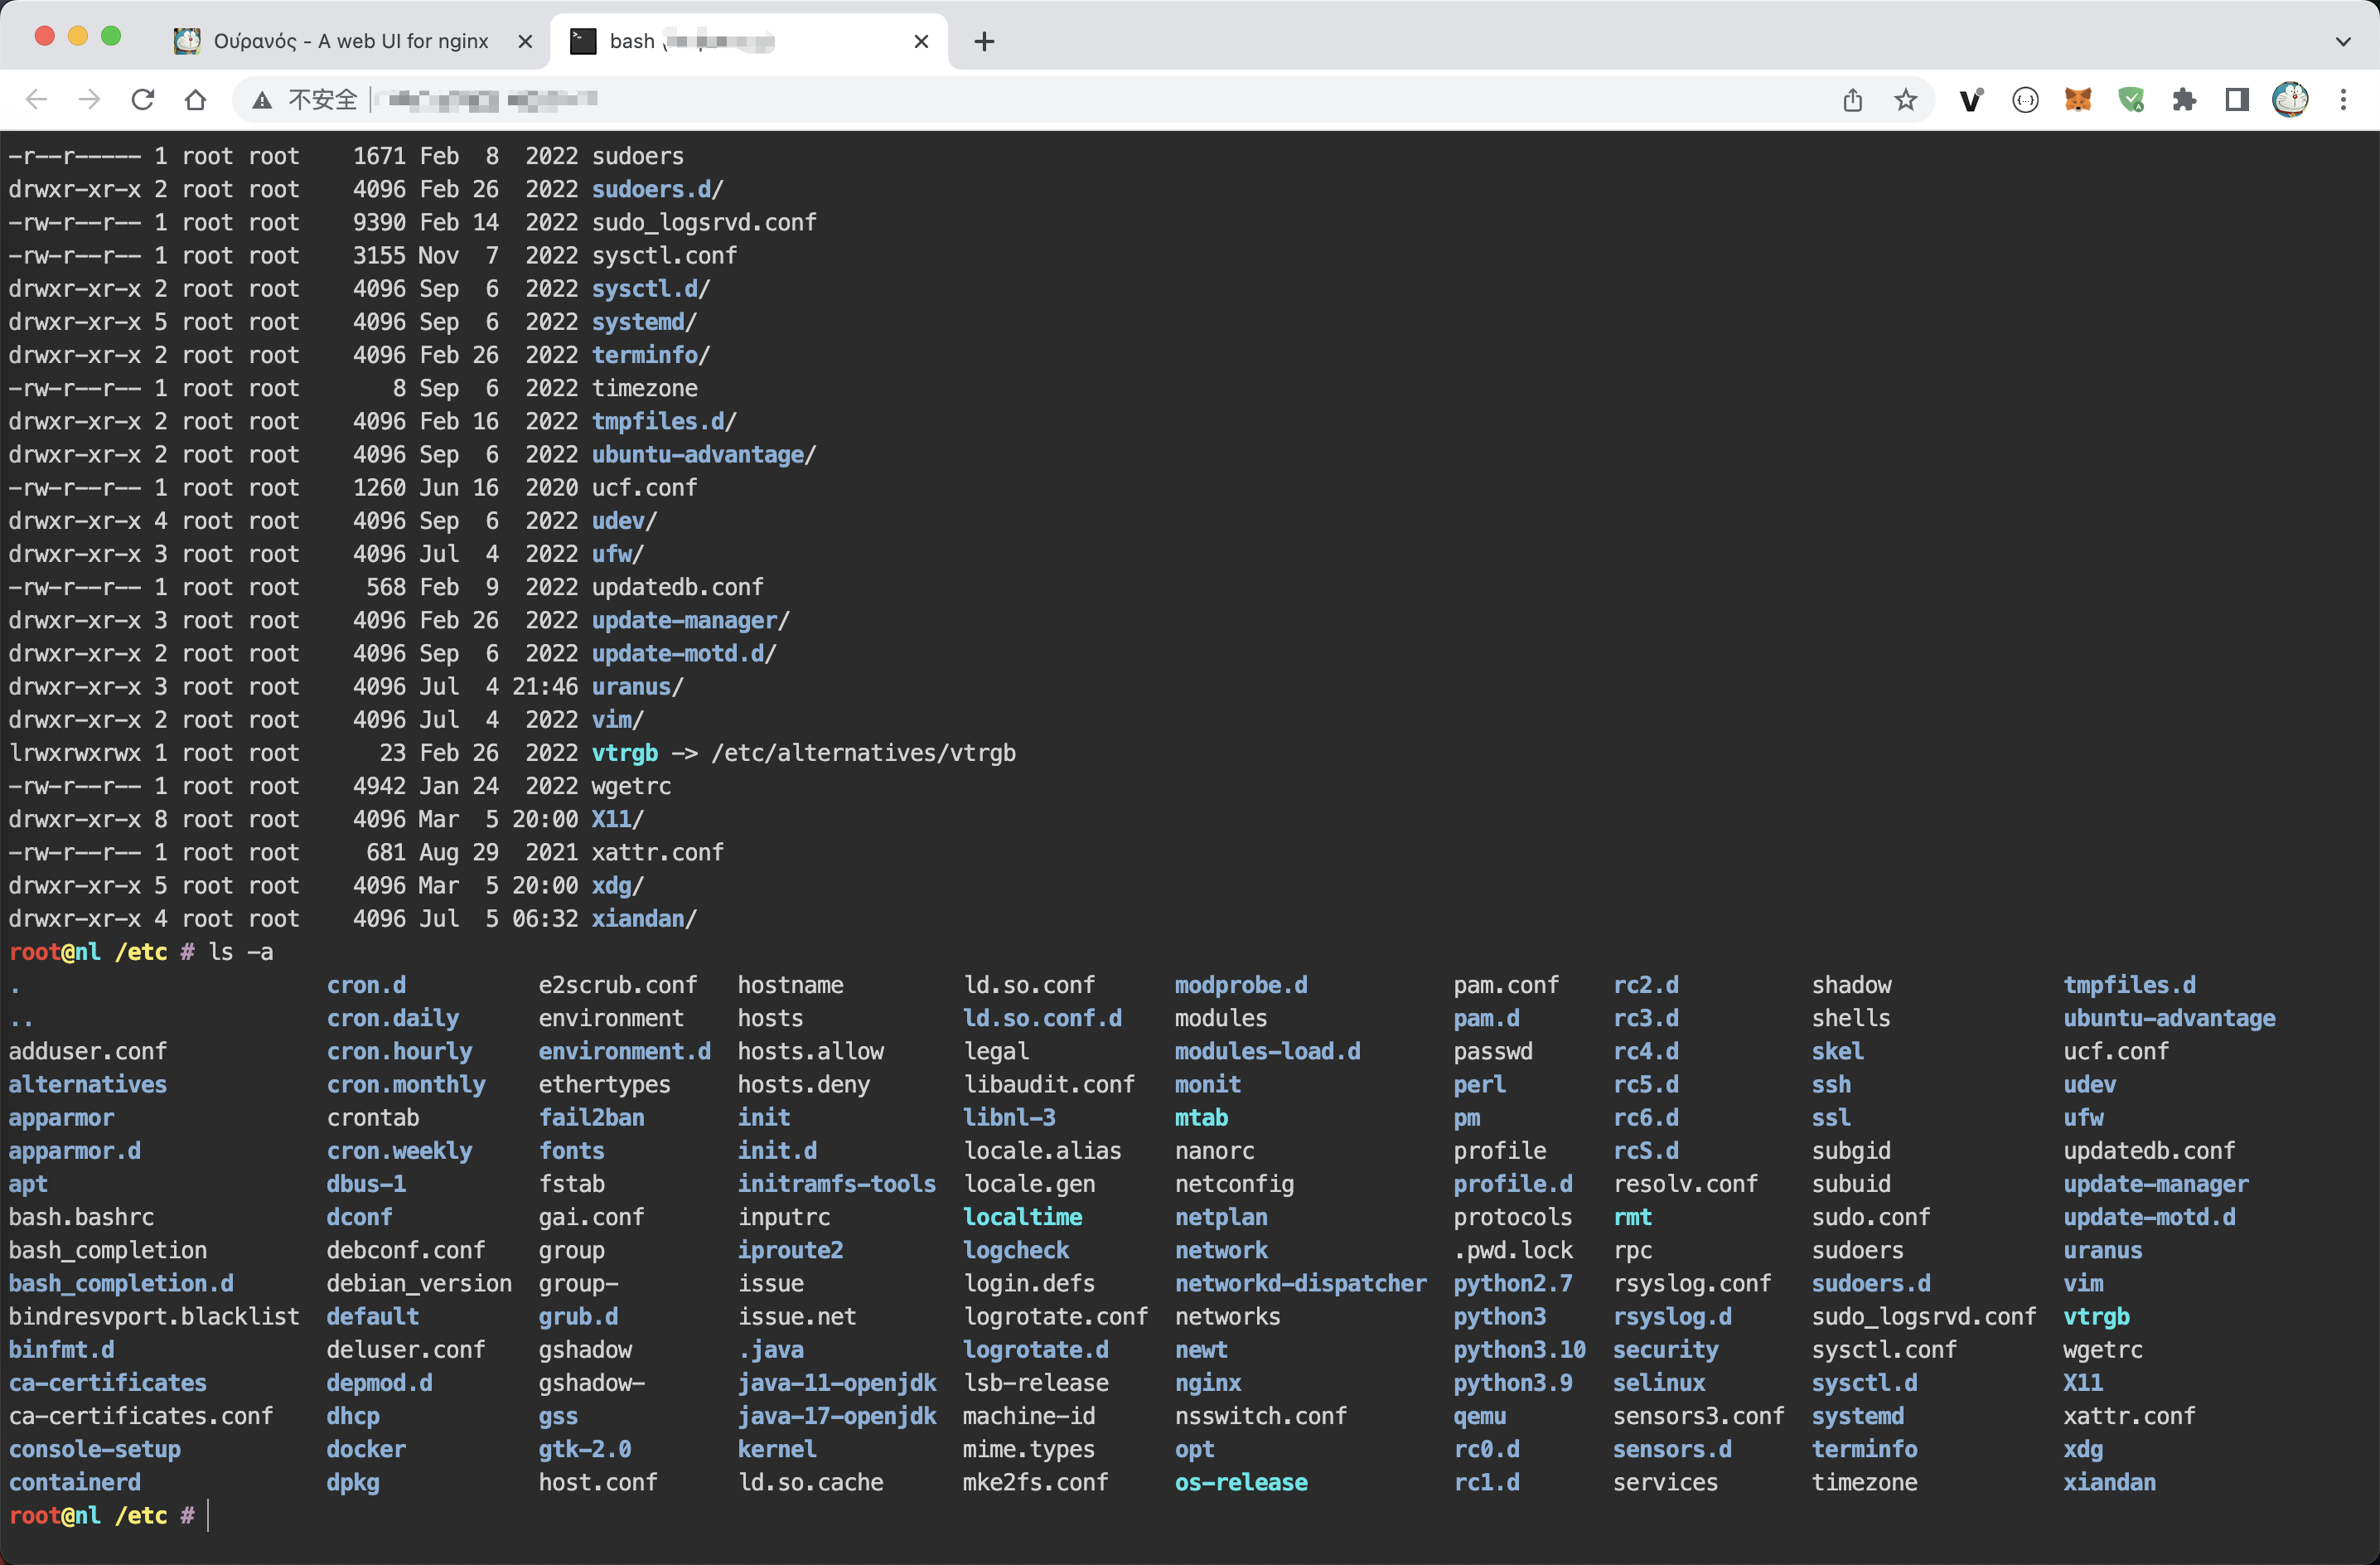 Ούρανός - A web UI for nginx
bash
不安全
-r--r----- 1 root root    1671 Feb  8  2022 sudoers
drwxr-xr-x 2 root root    4096 Feb 26  2022 sudoers.d/
-rw-r--r-- 1 root root    9390 Feb 14  2022 sudo_logsrvd.conf
-rw-r--r-- 1 root root    3155 Nov  7  2022 sysctl.conf
drwxr-xr-x 2 root root    4096 Sep  6  2022 sysctl.d/
drwxr-xr-x 5 root root    4096 Sep  6  2022 systemd/
drwxr-xr-x 2 root root    4096 Feb 26  2022 terminfo/
-rw-r--r-- 1 root root       8 Sep  6  2022 timezone
drwxr-xr-x 2 root root    4096 Feb 16  2022 tmpfiles.d/
drwxr-xr-x 2 root root    4096 Sep  6  2022 ubuntu-advantage/
-rw-r--r-- 1 root root    1260 Jun 16  2020 ucf.conf
drwxr-xr-x 4 root root    4096 Sep  6  2022 udev/
drwxr-xr-x 3 root root    4096 Jul  4  2022 ufw/
-rw-r--r-- 1 root root     568 Feb  9  2022 updatedb.conf
drwxr-xr-x 3 root root    4096 Feb 26  2022 update-manager/
drwxr-xr-x 2 root root    4096 Sep  6  2022 update-motd.d/
drwxr-xr-x 3 root root    4096 Jul  4 21:46 uranus/
drwxr-xr-x 2 root root    4096 Jul  4  2022 vim/
lrwxrwxrwx 1 root root      23 Feb 26  2022 vtrgb -> /etc/alternatives/vtrgb
-rw-r--r-- 1 root root    4942 Jan 24  2022 wgetrc
drwxr-xr-x 8 root root    4096 Mar  5 20:00 X11/
-rw-r--r-- 1 root root     681 Aug 29  2021 xattr.conf
drwxr-xr-x 5 root root    4096 Mar  5 20:00 xdg/
drwxr-xr-x 4 root root    4096 Jul  5 06:32 xiandan/
root@nl /etc # ls -a
. cron.d e2scrub.conf hostname ld.so.conf modprobe.d pam.conf rc2.d shadow tmpfiles.d
.. cron.daily environment hosts ld.so.conf.d modules pam.d rc3.d shells ubuntu-advantage
adduser.conf cron.hourly environment.d hosts.allow legal modules-load.d passwd rc4.d skel ucf.conf
alternatives cron.monthly ethertypes hosts.deny libaudit.conf monit perl rc5.d ssh udev
apparmor crontab fail2ban init libnl-3 mtab pm rc6.d ssl ufw
apparmor.d cron.weekly fonts init.d locale.alias nanorc profile rcS.d subgid updatedb.conf
apt dbus-1 fstab initramfs-tools locale.gen netconfig profile.d resolv.conf subuid update-manager
bash.bashrc dconf gai.conf inputrc localtime netplan protocols rmt sudo.conf update-motd.d
bash_completion debconf.conf group iproute2 logcheck network .pwd.lock rpc sudoers uranus
bash_completion.d debian_version group- issue login.defs networkd-dispatcher python2.7 rsyslog.conf sudoers.d vim
bindresvport.blacklist default grub.d issue.net logrotate.conf networks python3 rsyslog.d sudo_logsrvd.conf vtrgb
binfmt.d deluser.conf gshadow .java logrotate.d newt python3.10 security sysctl.conf wgetrc
ca-certificates depmod.d gshadow- java-11-openjdk lsb-release nginx python3.9 selinux sysctl.d X11
ca-certificates.conf dhcp gss java-17-openjdk machine-id nsswitch.conf qemu sensors3.conf systemd xattr.conf
console-setup docker gtk-2.0 kernel mime.types opt rc0.d sensors.d terminfo xdg
containerd dpkg host.conf ld.so.cache mke2fs.conf os-release rc1.d services timezone xiandan
root@nl /etc #